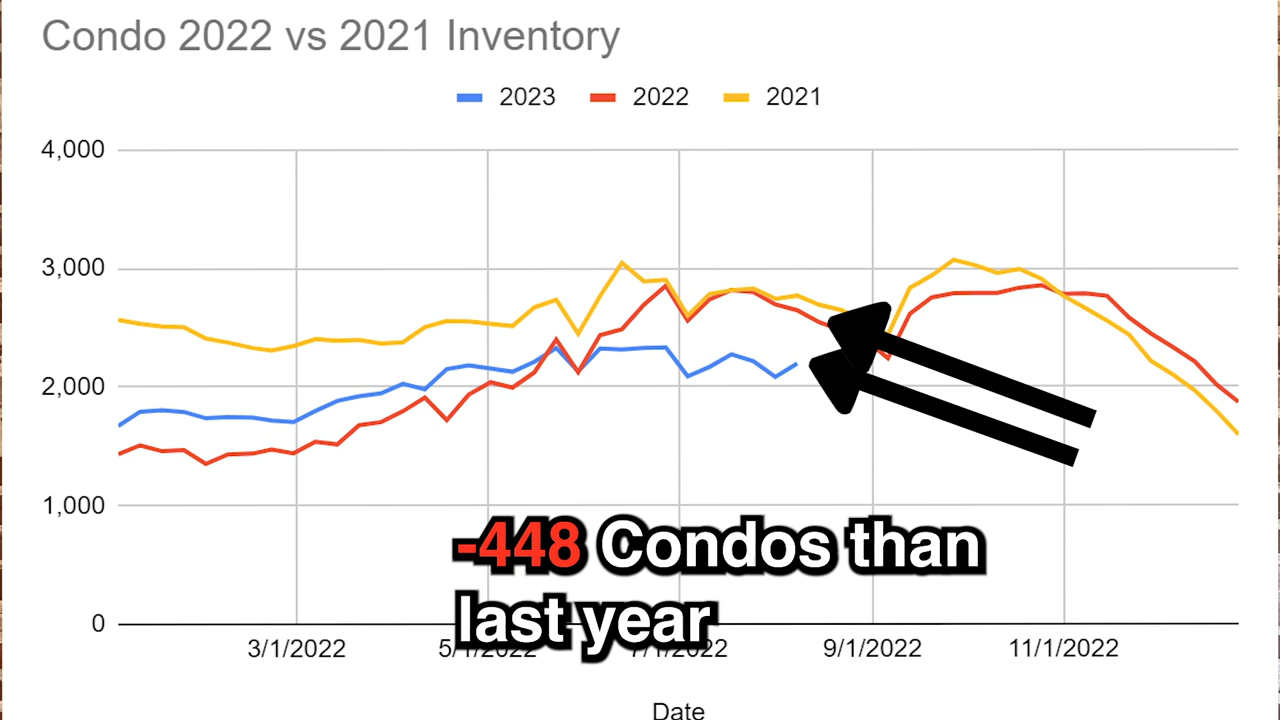 Condo 2022 vs 2021 Inventory
2023 2022 2021
4,000
3,000
2,000
1,000
-448 Condos than
last year
0
3/1/2022 5/1/2022 7/1/2022 9/1/2022 11/1/2022
Date